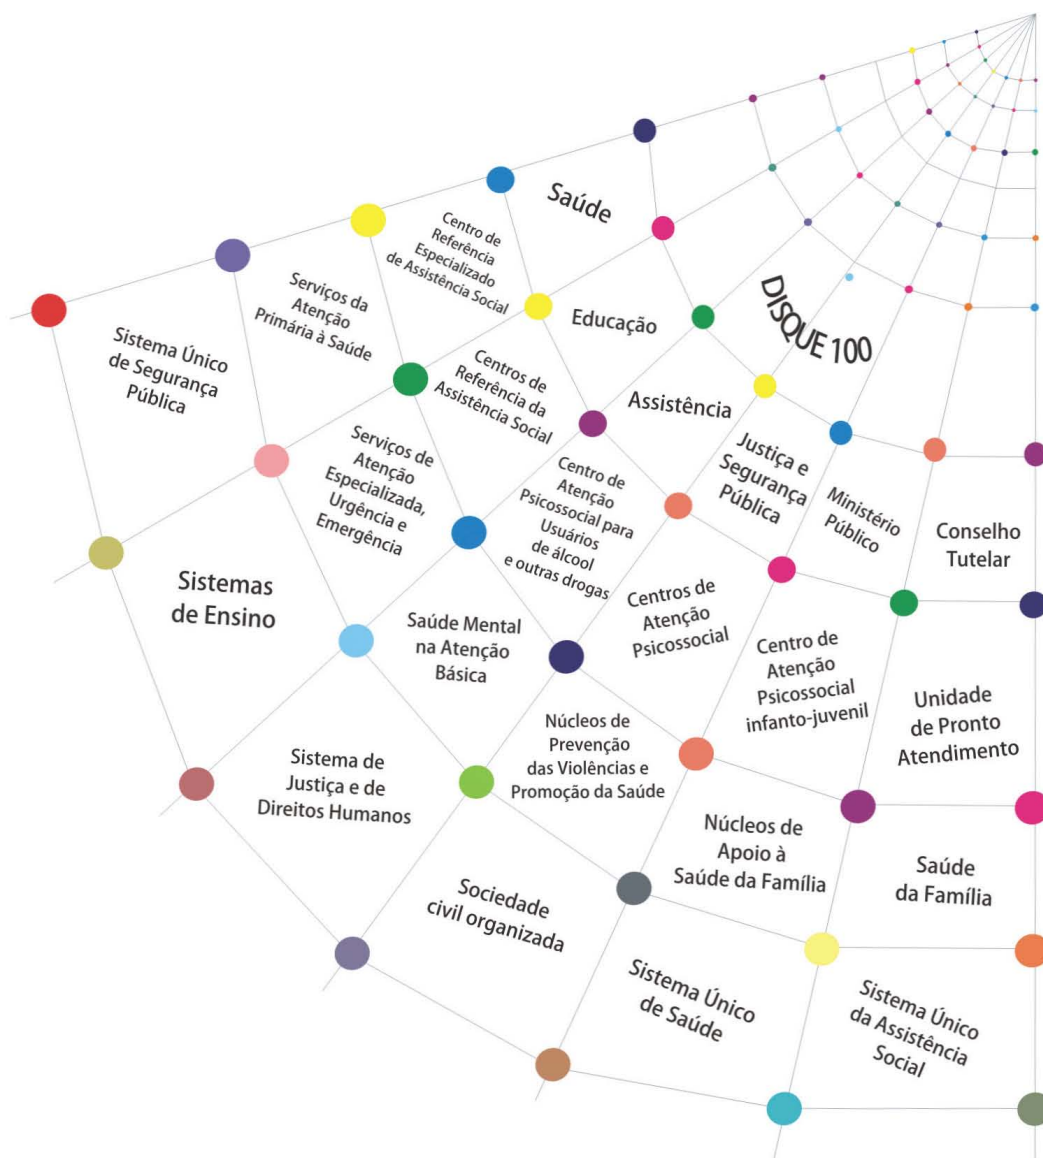 Saúde
Centro de
Referência
Especializado
de Assistência Social
Serviços da
Atenção
Primária à Saúde
Sistema Único
de Segurança
Pública
DISQUE 100
Educação
Centros de
Referência da
Assistência Social
Serviços de
Atenção
Especializada,
Urgência e
Emergência
Sistemas
de Ensino
Assistência
Centro de
Atenção
Psicossocial para
Usuários
de álcool
e outras drogas
Saúde Mental
na Atenção
Básica
Sistema de
Justiça e de
Direitos Humanos
Justiça e
Segurança
Pública
Centros de
Atenção
Psicossocial
Núcleos de
Prevenção
das Violências e
Promoção da Saúde
Sociedade
civil organizada
Ministério
Público
Centro de
Atenção
Psicossocial
infanto-juvenil
Núcleos de
Apoio à
Saúde da Família
Sistema Único
de Saúde
Conselho
Tutelar
Unidade
de Pronto
Atendimento
Saúde
da Família
Sistema Único
da Assistência
Social